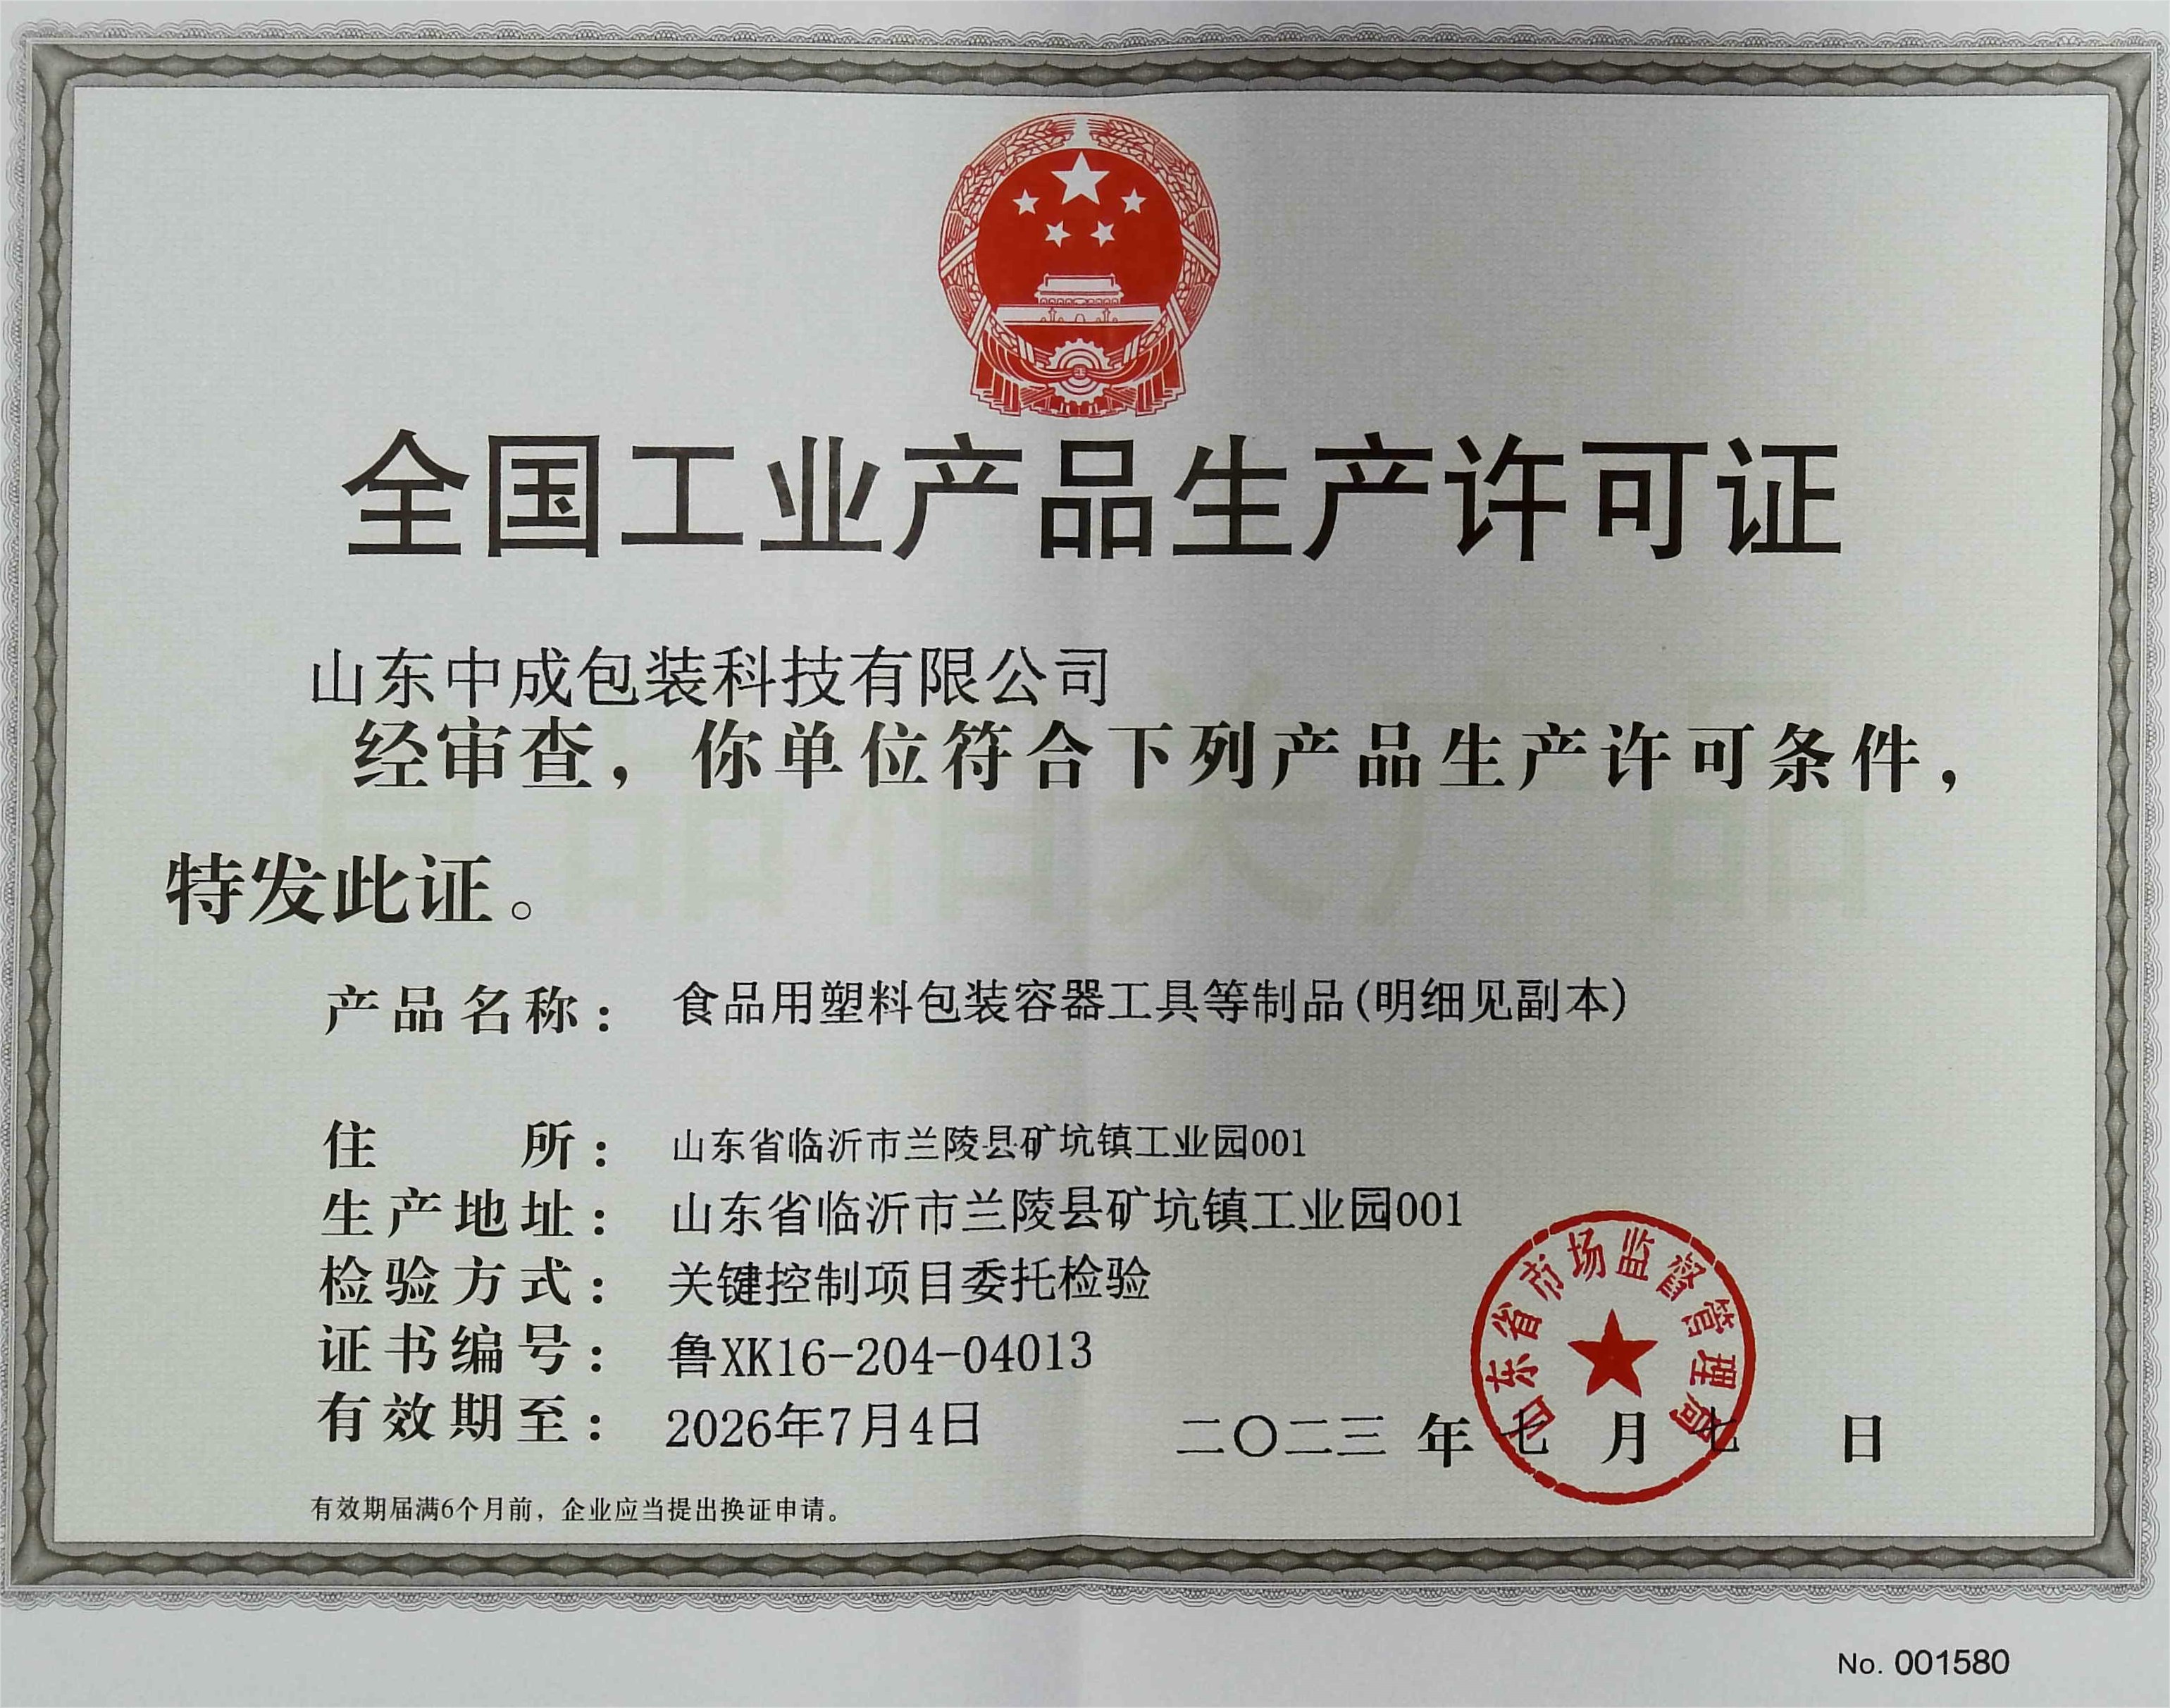 全国工业产品生产许可证
山东中成包装科技有限公司
经审查，你单位符合下列产品生产许可条件，
特发此证。
食品相关产品
产品名称： 食品用塑料包装容器工具等制品(明细见副本)
住 所： 山东省临沂市兰陵县矿坑镇工业园001
生产地址： 山东省临沂市兰陵县矿坑镇工业园001
检验方式： 关键控制项目委托检验
证书编号： 鲁XK16-204-04013
有效期至： 2026年7月4日
二〇二三 年 七 月 七 日
山东省市场监督管理局
有效期届满6个月前，企业应当提出换证申请。
No. 001580